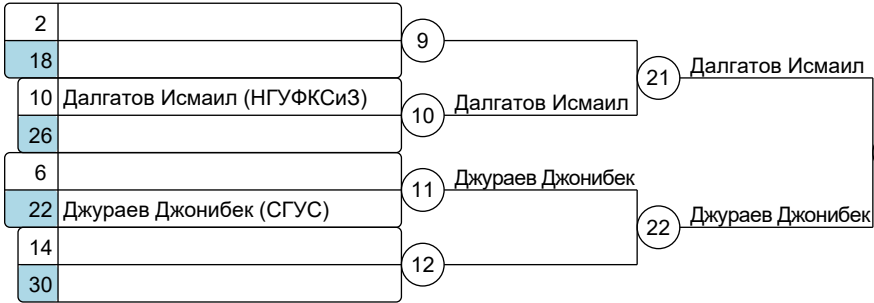 2
9
18
21 Далгатов Исмаил
10 Далгатов Исмаил (НГУФКСиЗ)
10 Далгатов Исмаил
26
6
11 Джураев Джонибек
22 Джураев Джонибек (СГУС)
22 Джураев Джонибек
14
12
30